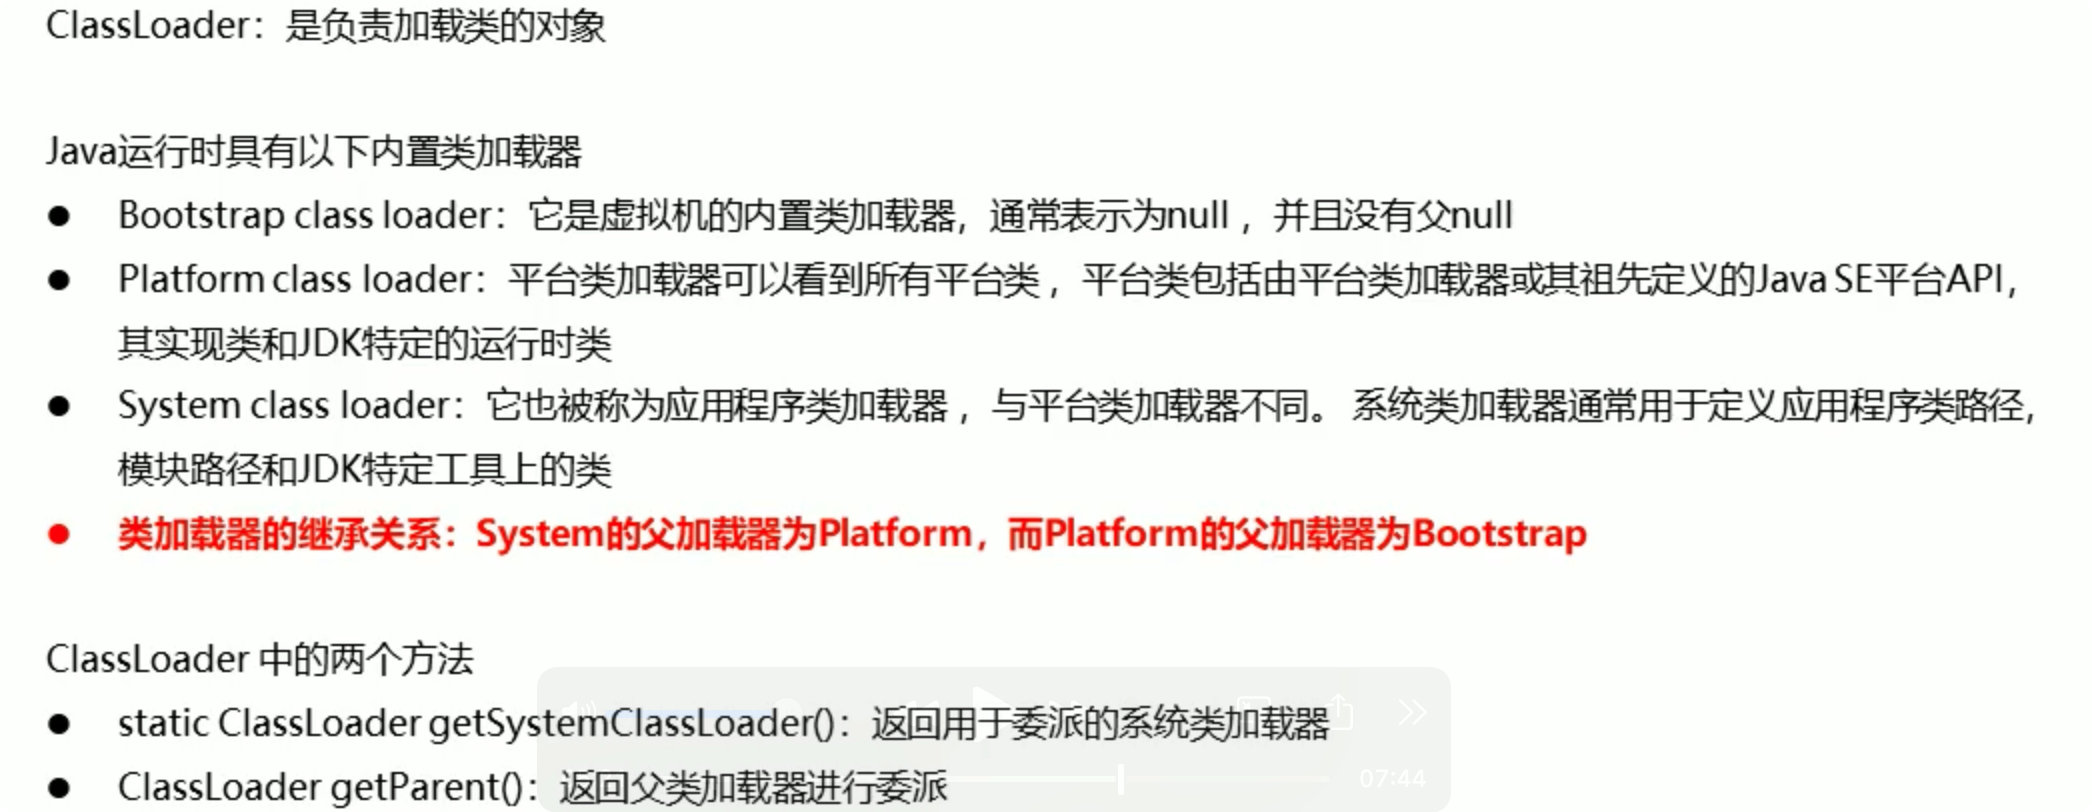 ClassLoader：是负责加载类的对象
Java运行时具有以下内置类加载器
● Bootstrap class loader：它是虚拟机的内置类加载器，通常表示为null ，并且没有父null
● Platform class loader：平台类加载器可以看到所有平台类 ，平台类包括由平台类加载器或其祖先定义的Java SE平台API，
其实现类和JDK特定的运行时类
● System class loader：它也被称为应用程序类加载器 ，与平台类加载器不同。 系统类加载器通常用于定义应用程序类路径，
模块路径和JDK特定工具上的类
● 类加载器的继承关系：System的父加载器为Platform，而Platform的父加载器为Bootstrap
ClassLoader 中的两个方法
● static ClassLoader getSystemClassLoader()：返回用于委派的系统类加载器
● ClassLoader getParent()：返回父类加载器进行委派
07:44